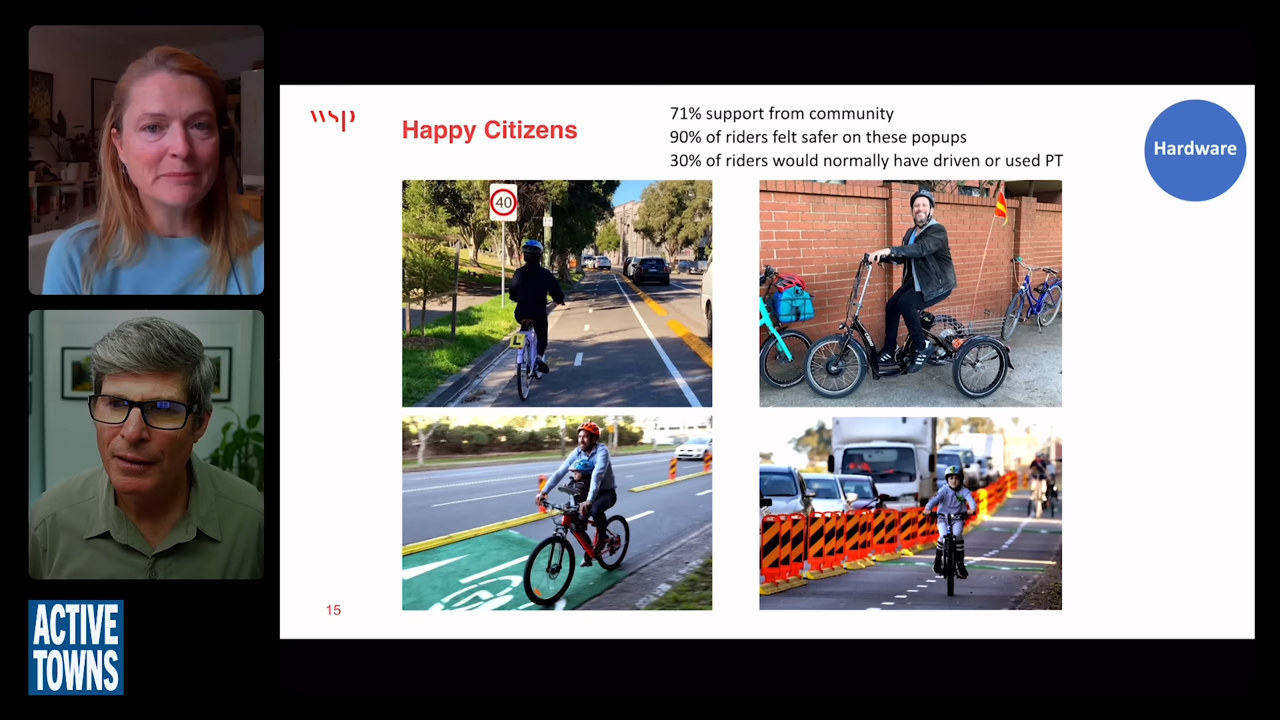 wsp
Happy Citizens
71% support from community
90% of riders felt safer on these popups
30% of riders would normally have driven or used PT
Hardware
40
L
15
ACTIVE
TOWNS